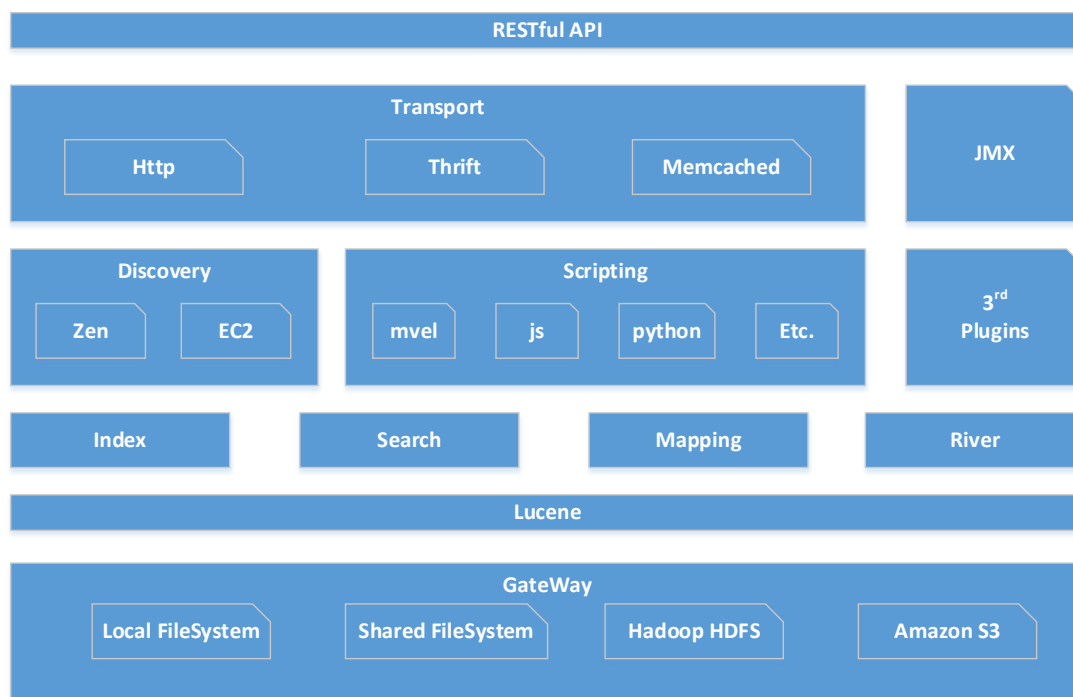 RESTful API
Transport
Http
Thrift
Memcached
JMX
Discovery
Zen
EC2
Scripting
mvel
js
python
Etc.
3rd
Plugins
Index
Search
Mapping
River
Lucene
GateWay
Local FileSystem
Shared FileSystem
Hadoop HDFS
Amazon S3